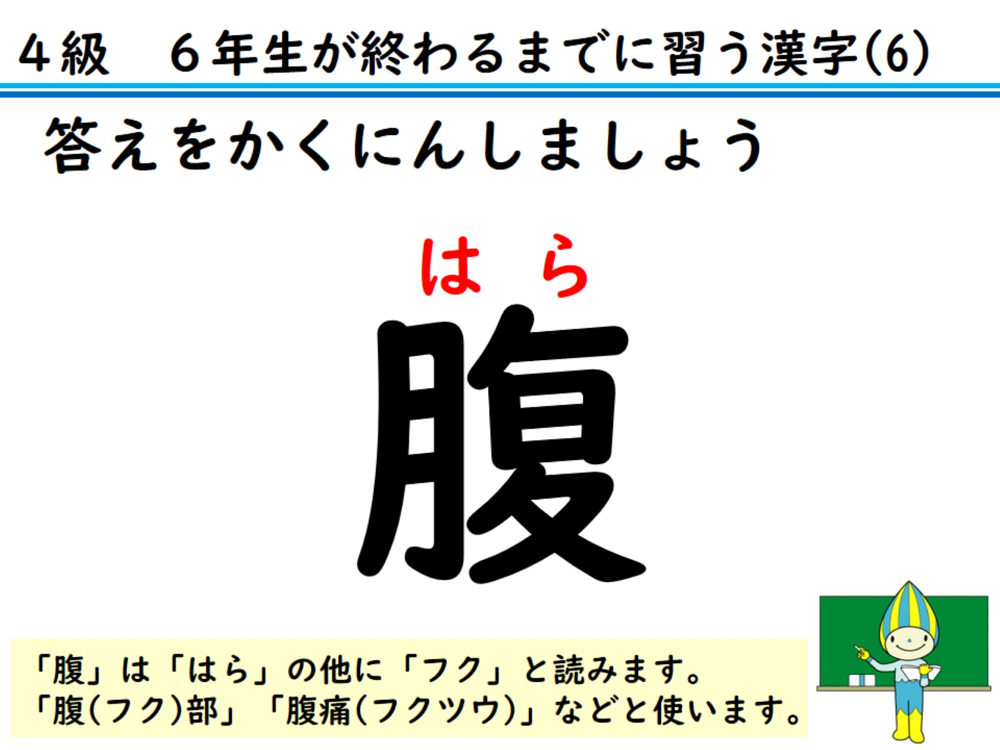 ４級　６年生が終わるまでに習う漢字(6)
答えをかくにんしましょう
はら
腹
「腹」は「はら」の他に「フク」と読みます。
「腹(フク)部」「腹痛(フクツウ)」などと使います。